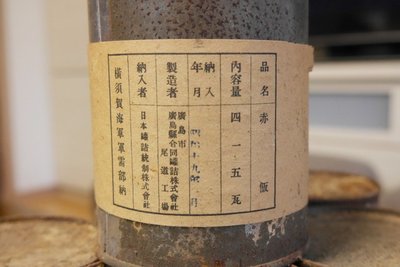 品名 赤飯
内容量 四一五瓦
納入年月
製造者 廣島市
廣島縣合同罐詰株式會社
尾道工場
納入者 日本罐詰統制株式會社
横須賀海軍軍需部納